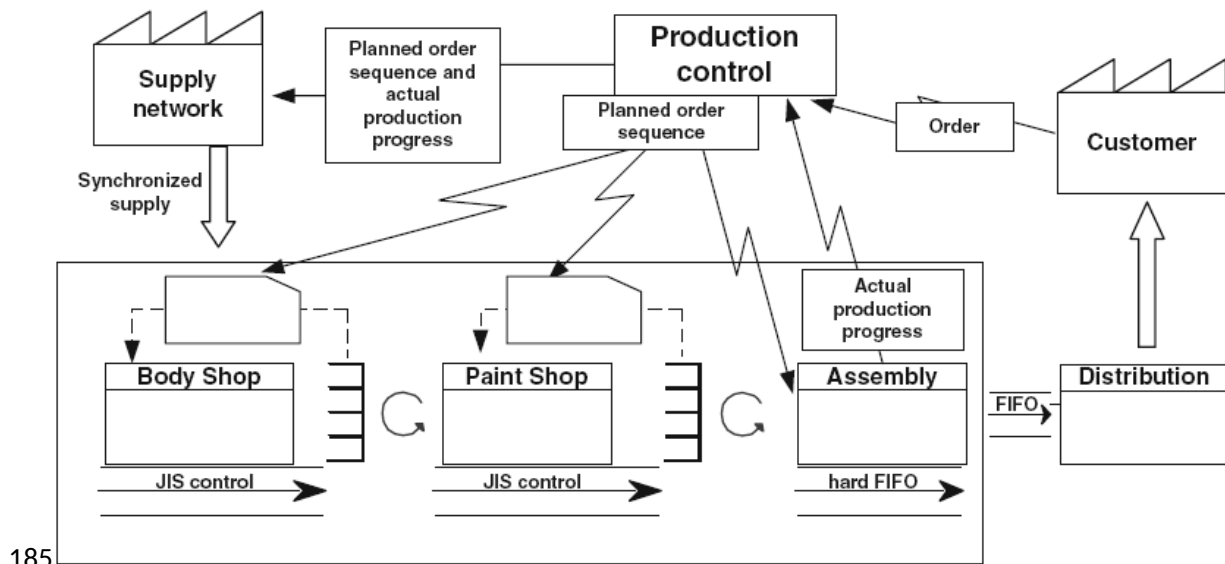 Supply
network
Planned order
sequence and
actual
production
progress
Production
control
Planned order
sequence
Order
Customer
Synchronized
supply
Actual
production
progress
Body Shop
Paint Shop
Assembly
Distribution
FIFO
JIS control
JIS control
hard FIFO
185